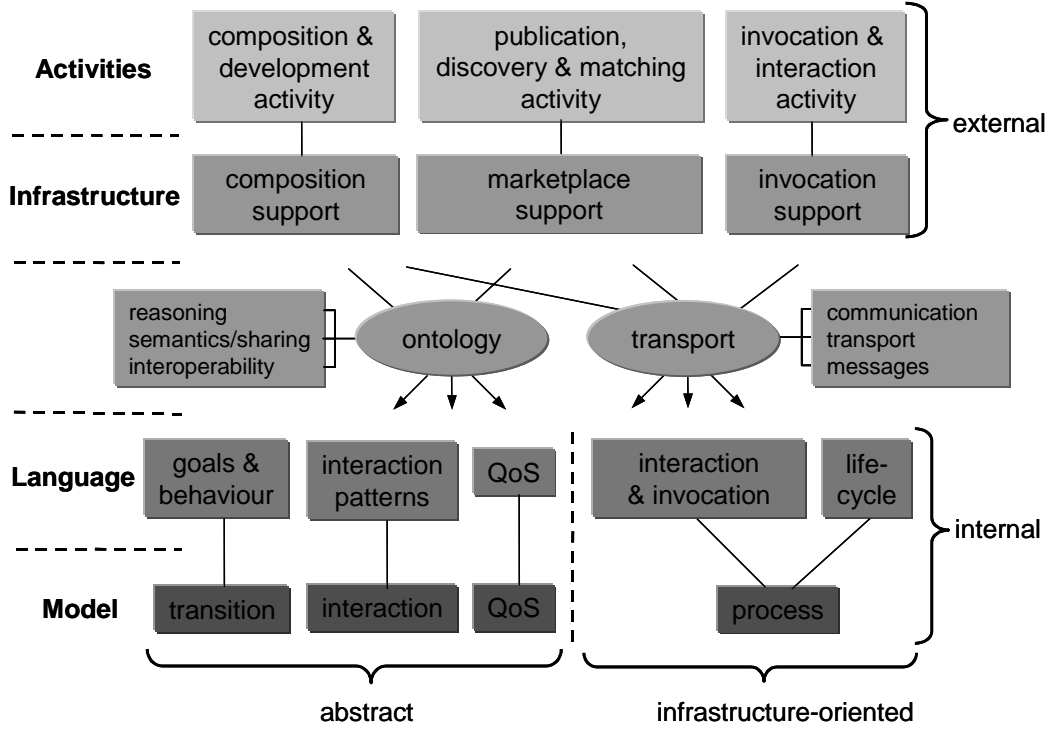 Activities
composition &
development
activity
publication,
discovery & matching
activity
invocation &
interaction
activity
external
Infrastructure
composition
support
marketplace
support
invocation
support
reasoning
semantics/sharing
interoperability
ontology
transport
communication
transport
messages
Language
goals &
behaviour
interaction
patterns
QoS
interaction
& invocation
life-
cycle
internal
Model
transition
interaction
QoS
process
abstract
infrastructure-oriented